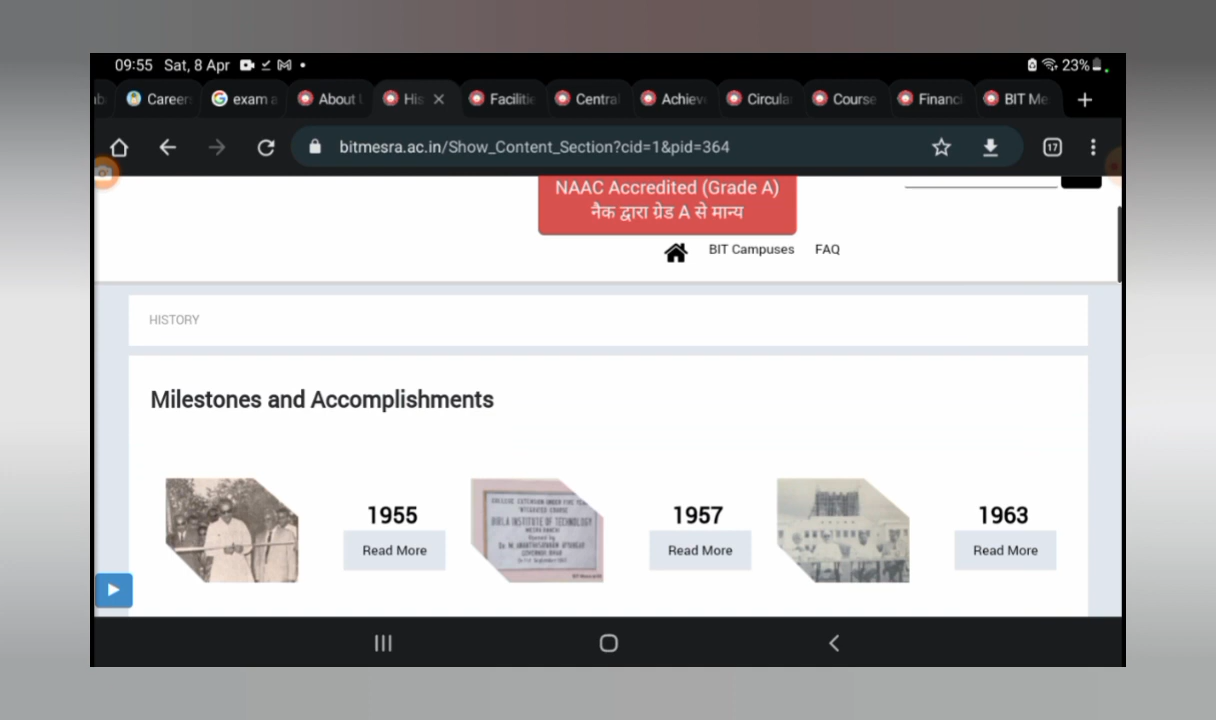 09:55 Sat, 8 Apr
23%
Career
exam a
About U
His
Faciliti
Central
Achiev
Circula
Course
Financi
BIT Me
bitmesra.ac.in/Show_Content_Section?cid=1&pid=364
17
NAAC Accredited (Grade A)
नैक द्वारा ग्रेड A से मान्य
BIT Campuses FAQ
HISTORY
Milestones and Accomplishments
1955
Read More
BIRLA INSTITUTE OF TECHNOLOGY
1957
Read More
1963
Read More